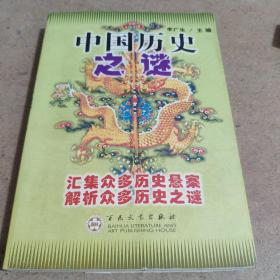 李广生／主编
中国历史
之谜
汇集众多历史悬案
解析众多历史之谜
百花文艺出版社
BAIHUA LITERATURE AND
ART PUBLISHING HOUSE